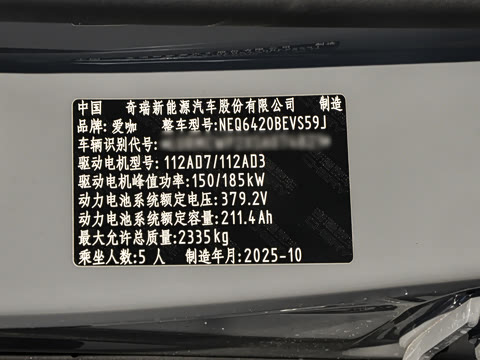 中国 奇瑞新能源汽车股份有限公司 制造
品牌:爱咖 整车型号:NEQ6420BEVS59J
车辆识别代号:
驱动电机型号:112AD7/112AD3
驱动电机峰值功率:150/185kW
动力电池系统额定电压:379.2V
动力电池系统额定容量:211.4Ah
最大允许总质量:2335kg
乘坐人数:5 人 制造年月:2025-10